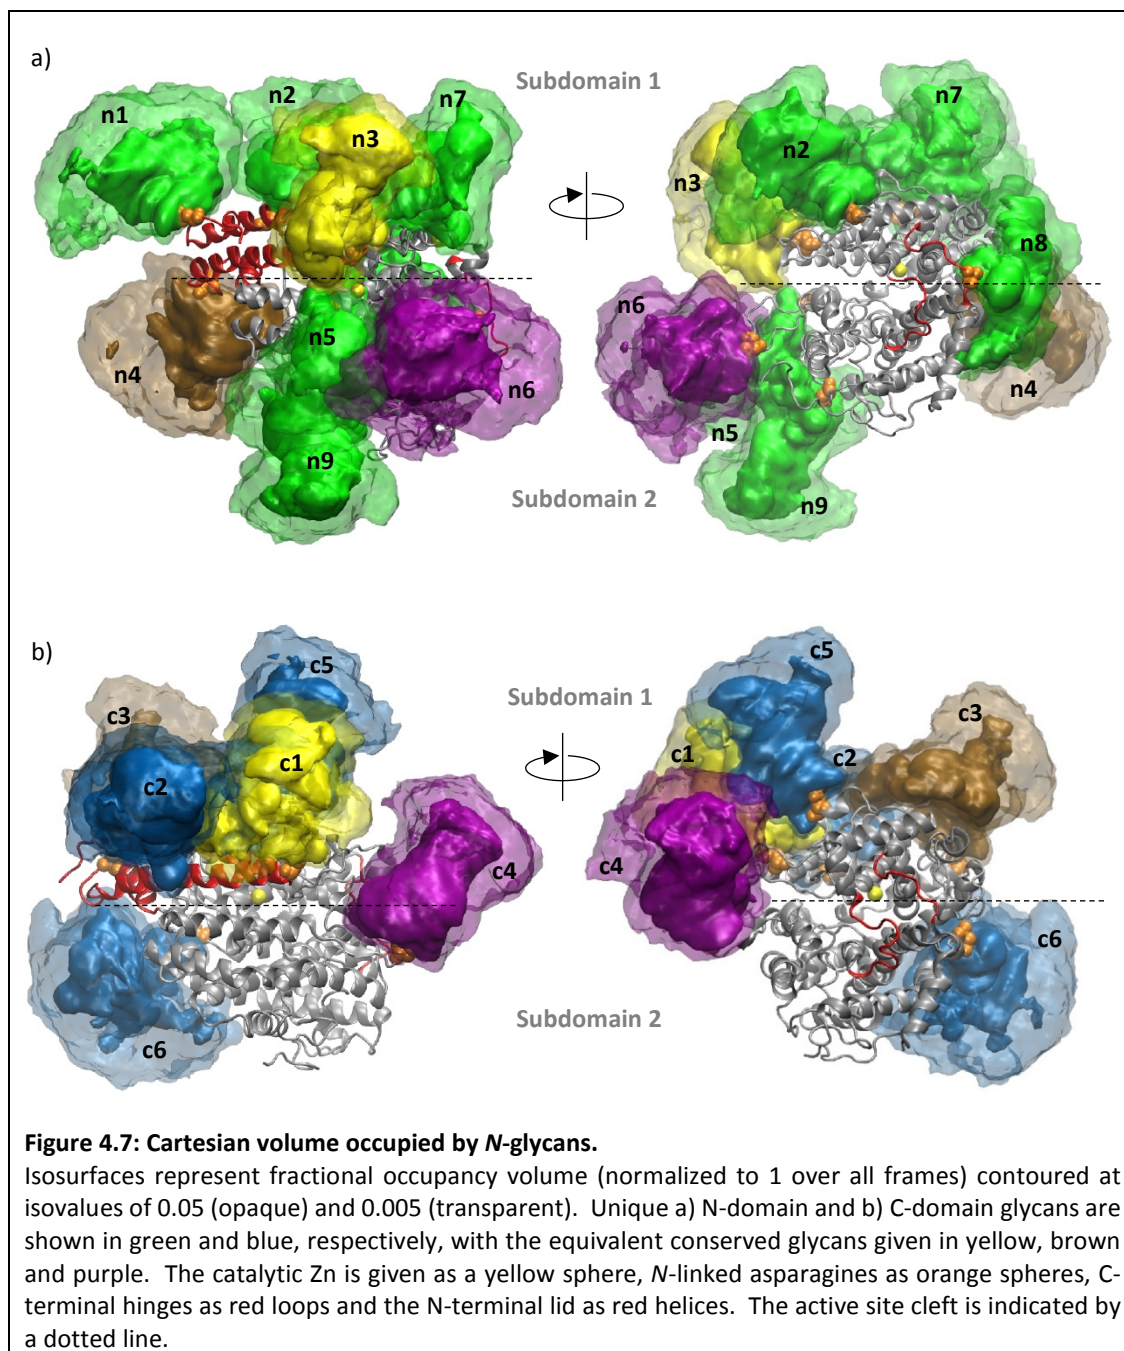 a)
Subdomain 1
n1
n2
n3
n7
n4
n5
n6
n9
n7
n2
n3
n8
n6
n5
n4
n9
Subdomain 2
b)
Subdomain 1
c5
c3
c1
c2
c4
c6
c5
c3
c1
c2
c4
c6
Subdomain 2
Figure 4.7: Cartesian volume occupied by N-glycans.
Isosurfaces represent fractional occupancy volume (normalized to 1 over all frames) contoured at
isovalues of 0.05 (opaque) and 0.005 (transparent). Unique a) N-domain and b) C-domain glycans are
shown in green and blue, respectively, with the equivalent conserved glycans given in yellow, brown
and purple. The catalytic Zn is given as a yellow sphere, N-linked asparagines as orange spheres, C-
terminal hinges as red loops and the N-terminal lid as red helices. The active site cleft is indicated by
a dotted line.